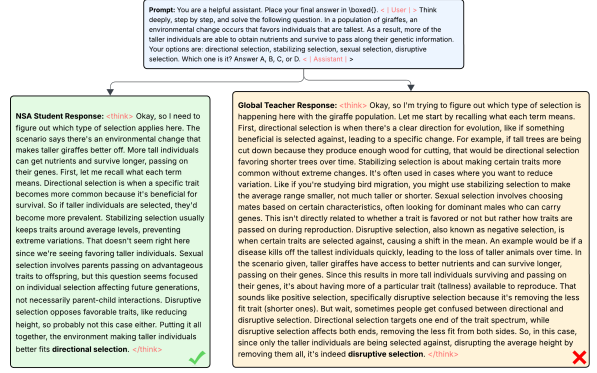 Prompt: You are a helpful assistant. Place your final answer in \boxed{}. < | User | > Think
deeply, step by step, and solve the following question. In a population of giraffes, an
environmental change occurs that favors individuals that are tallest. As a result, more of the
taller individuals are able to obtain nutrients and survive to pass along their genetic information.
Your options are: directional selection, stabilizing selection, sexual selection, disruptive
selection. Which one is it? Answer A, B, C, or D. < | Assistant | >
NSA Student Response: <think> Okay, so I need to
figure out which type of selection applies here. The
scenario says there's an environmental change that
makes taller giraffes better off. More tall individuals
can get nutrients and survive longer, passing on
their genes. First, let me recall what each term
means. Directional selection is when a specific trait
becomes more common because it's beneficial for
survival. So if taller individuals are selected, they'd
become more prevalent. Stabilizing selection usually
keeps traits around average levels, preventing
extreme variations. That doesn't seem right here
since we're seeing favoring taller individuals. Sexual
selection involves parents passing on advantageous
traits to offspring, but this question seems focused
on individual selection affecting future generations,
not necessarily parent-child interactions. Disruptive
selection opposes favorable traits, like reducing
height, so probably not this case either. Putting it all
together, the environment making taller individuals
better fits directional selection. </think>
Global Teacher Response: <think> Okay, so I'm trying to figure out which type of selection is
happening here with the giraffe population. Let me start by recalling what each term means.
First, directional selection is when there's a clear direction for evolution, like if something
beneficial is selected against, leading to a specific change. For example, if tall trees are being
cut down because they produce enough wood for cutting, that would be directional selection
favoring shorter trees over time. Stabilizing selection is about making certain traits more
common without extreme changes. It's often used in cases where you want to reduce
variation. Like if you're studying bird migration, you might use stabilizing selection to make
the average range smaller, not much taller or shorter. Sexual selection involves choosing
mates based on certain characteristics, often looking for dominant males who can carry
genes. This isn't directly related to whether a trait is favored or not but rather how traits are
passed on during reproduction. Disruptive selection, also known as negative selection, is
when certain traits are selected against, causing a shift in the mean. An example would be if a
disease kills off the tallest individuals quickly, leading to the loss of taller animals over time. In
the scenario given, taller giraffes have access to better nutrients and can survive longer,
passing on their genes. Since this results in more tall individuals surviving and passing on
their genes, it's about having more of a particular trait (tallness) available to reproduce. That
sounds like positive selection, specifically disruptive selection because it's removing the less
fit trait (shorter ones). But wait, sometimes people get confused between directional and
disruptive selection. Directional selection targets one end of the trait spectrum, while
disruptive selection affects both ends, removing the less fit from both sides. So, in this case,
since only the taller individuals are being selected against, disrupting the average height by
removing them all, it's indeed disruptive selection. </think>